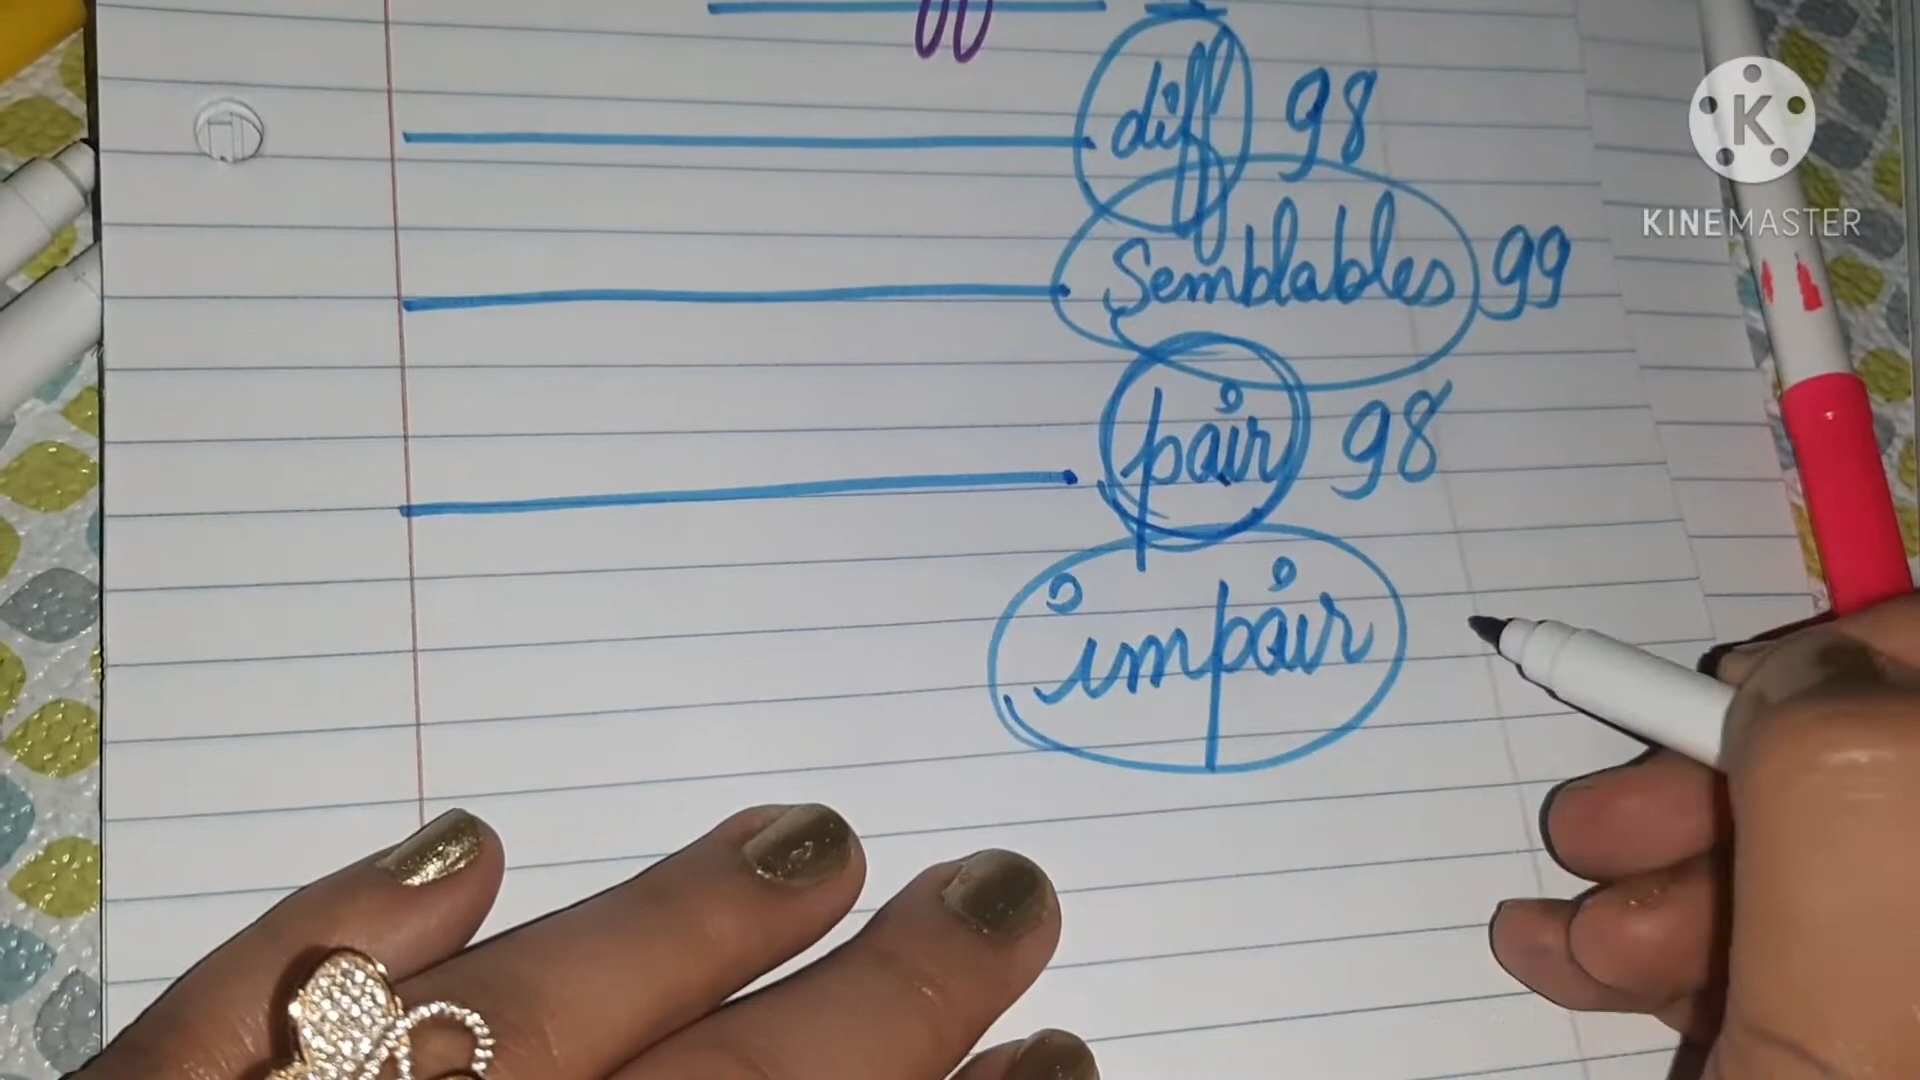 diff 98
Semblables 99
pair 98
impair
K
KINEMASTER